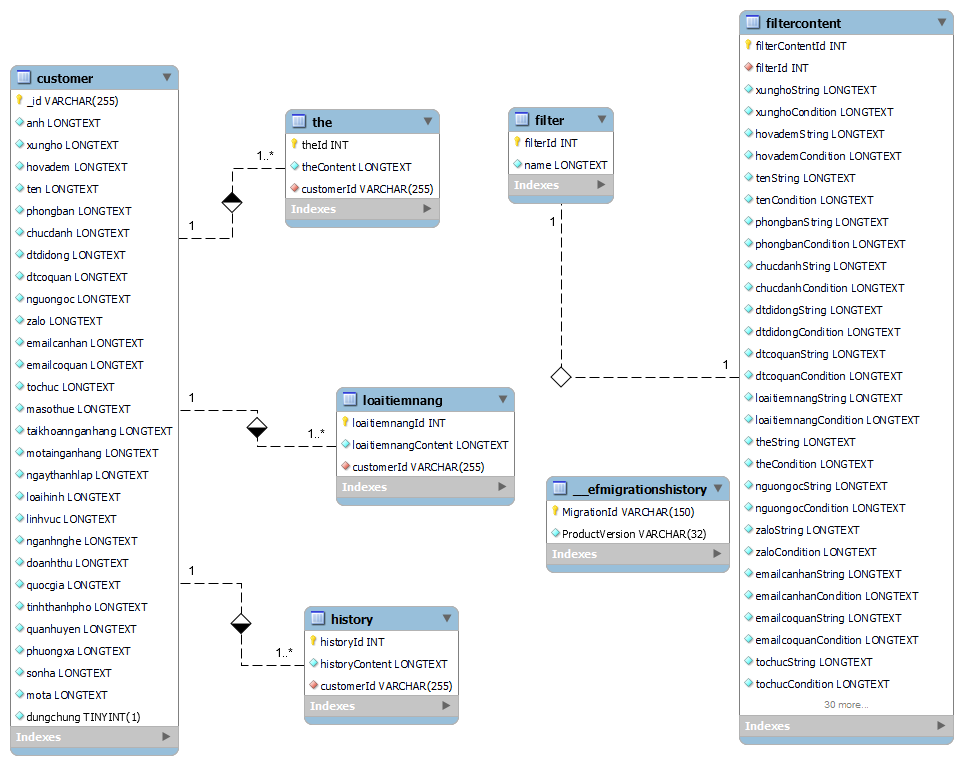 customer
_id VARCHAR(255)
anh LONGTEXT
xungho LONGTEXT
hovadem LONGTEXT
ten LONGTEXT
phongban LONGTEXT
chucdanh LONGTEXT
dtdidong LONGTEXT
dtcoquan LONGTEXT
nguongoc LONGTEXT
zalo LONGTEXT
emailcanhan LONGTEXT
emailcoquan LONGTEXT
tochuc LONGTEXT
masothue LONGTEXT
taikhoannganhang LONGTEXT
motainganhang LONGTEXT
ngaythanhlap LONGTEXT
loaihinh LONGTEXT
linhvuc LONGTEXT
nganhnghe LONGTEXT
doanhthu LONGTEXT
quocgia LONGTEXT
tinhthanhpho LONGTEXT
quanhuyen LONGTEXT
phuongxa LONGTEXT
sonha LONGTEXT
mota LONGTEXT
dungchung TINYINT(1)
Indexes
1
1..*
the
theId INT
theContent LONGTEXT
customerId VARCHAR(255)
Indexes
1
1..*
loaitiemnang
loaitiemnangId INT
loaitiemnangContent LONGTEXT
customerId VARCHAR(255)
Indexes
1
1..*
history
historyId INT
historyContent LONGTEXT
customerId VARCHAR(255)
Indexes
filter
filterId INT
name LONGTEXT
Indexes
1
1
__efmigrationshistory
MigrationId VARCHAR(150)
ProductVersion VARCHAR(32)
Indexes
filtercontent
filterContentId INT
filterId INT
xunghoString LONGTEXT
xunghoCondition LONGTEXT
hovademString LONGTEXT
hovademCondition LONGTEXT
tenString LONGTEXT
tenCondition LONGTEXT
phongbanString LONGTEXT
phongbanCondition LONGTEXT
chucdanhString LONGTEXT
chucdanhCondition LONGTEXT
dtdidongString LONGTEXT
dtdidongCondition LONGTEXT
dtcoquanString LONGTEXT
dtcoquanCondition LONGTEXT
loaitiemnangString LONGTEXT
loaitiemnangCondition LONGTEXT
theString LONGTEXT
theCondition LONGTEXT
nguongocString LONGTEXT
nguongocCondition LONGTEXT
zaloString LONGTEXT
zaloCondition LONGTEXT
emailcanhanString LONGTEXT
emailcanhanCondition LONGTEXT
emailcoquanString LONGTEXT
emailcoquanCondition LONGTEXT
tochucString LONGTEXT
tochucCondition LONGTEXT
30 more...
Indexes